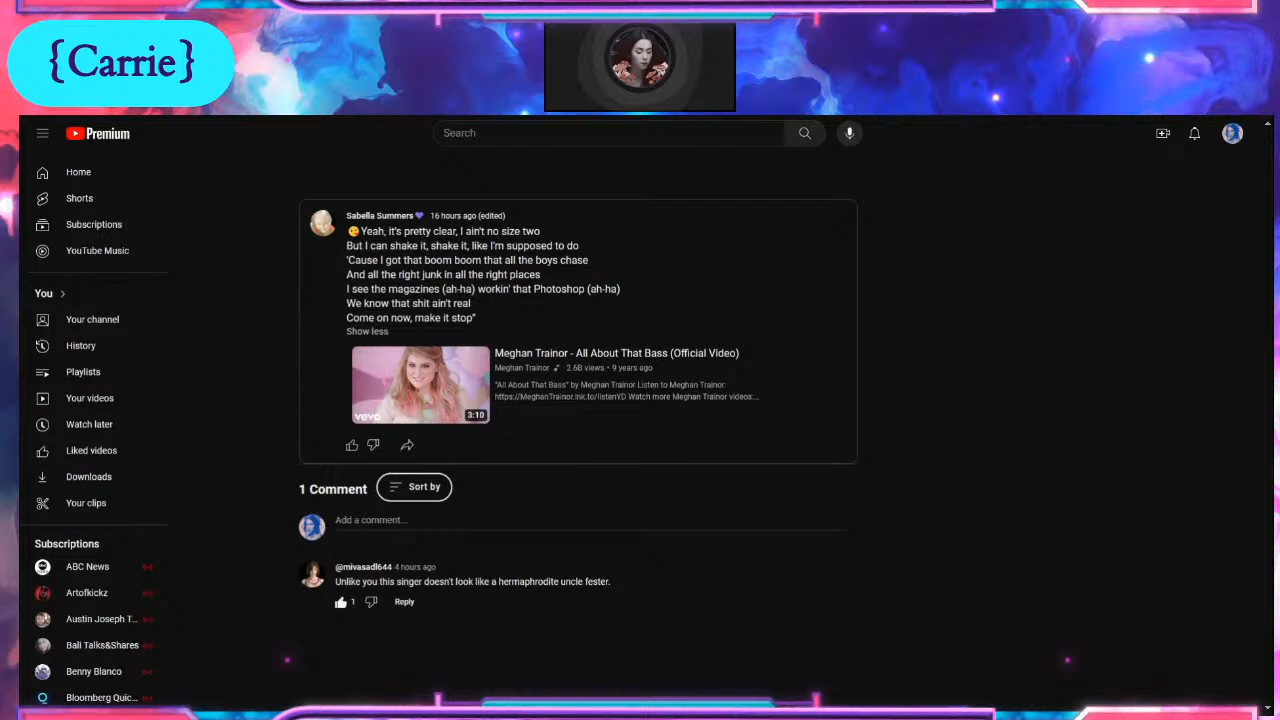 {Carrie}
Premium
Search
Home
Shorts
Subscriptions
YouTube Music
You
Your channel
History
Playlists
Your videos
Watch later
Liked videos
Downloads
Your clips
Subscriptions
ABC News
Artofkickz
Austin Joseph T...
Bali Talks&Shares
Benny Blanco
Bloomberg Quic...
Sabella Summers💜 16 hours ago (edited)
😘Yeah, it's pretty clear, I ain't no size two
But I can shake it, shake it, like I'm supposed to do
'Cause I got that boom boom that all the boys chase
And all the right junk in all the right places
I see the magazines (ah-ha) workin' that Photoshop (ah-ha)
We know that shit ain't real
Come on now, make it stop”
Show less
vevo
3:10
Meghan Trainor - All About That Bass (Official Video)
Meghan Trainor 2.6B views • 9 years ago
"All About That Bass" by Meghan Trainor Listen to Meghan Trainor:
https://MeghanTrainor.lnk.to/listenYD Watch more Meghan Trainor videos:...
1 Comment Sort by
Add a comment...
@mivasadl644 4 hours ago
Unlike you this singer doesn't look like a hermaphrodite uncle fester.
1 Reply